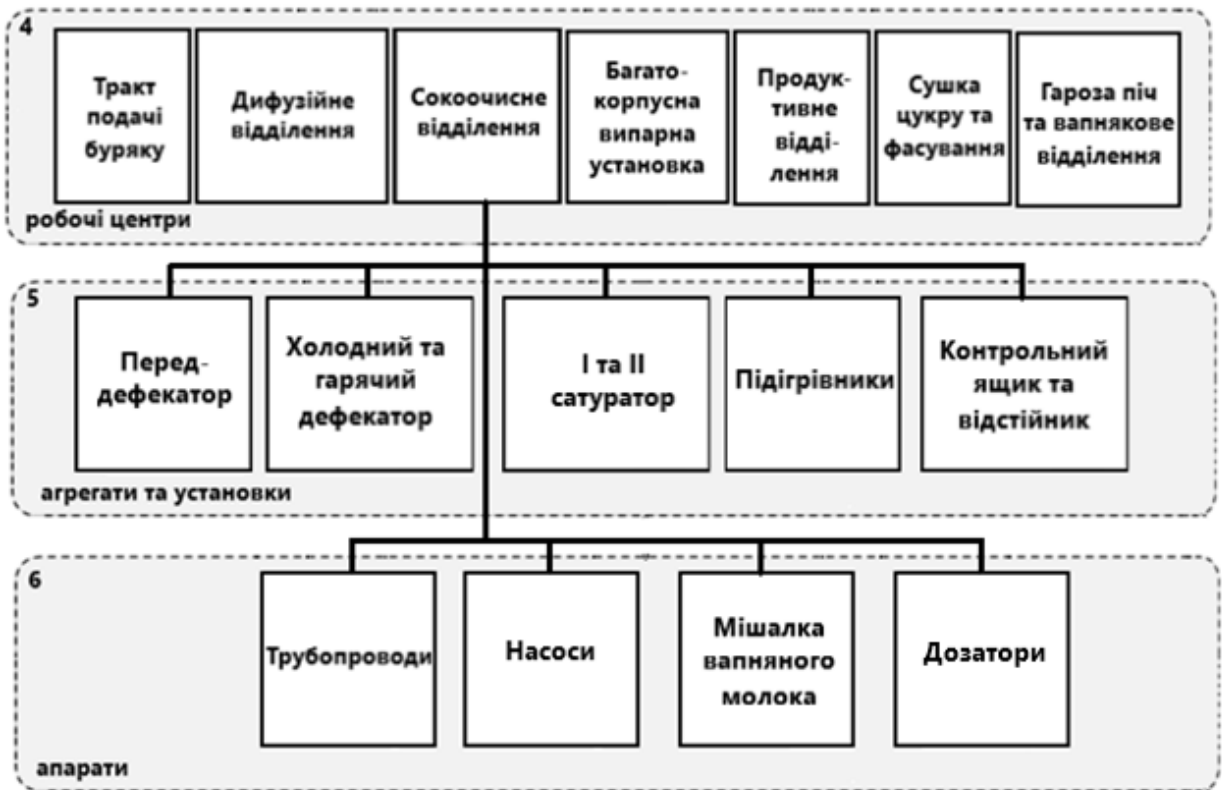 4
Тракт
подачі
буряку
Дифузійне
відділення
Сокоочисне
відділення
Багато-
корпусна
випарна
установка
Продук-
тивне
відді-
лення
Сушка
цукру та
фасування
Гароза піч
та вапнякове
відділення
робочі центри
5
Перед-
дефекатор
Холодний та
гарячий
дефекатор
І та ІІ
сатуратор
Підігрівники
Контрольний
ящик та
відстійник
агрегати та установки
6
Трубопроводи
Насоси
Мішалка
вапняного
молока
Дозатори
апарати